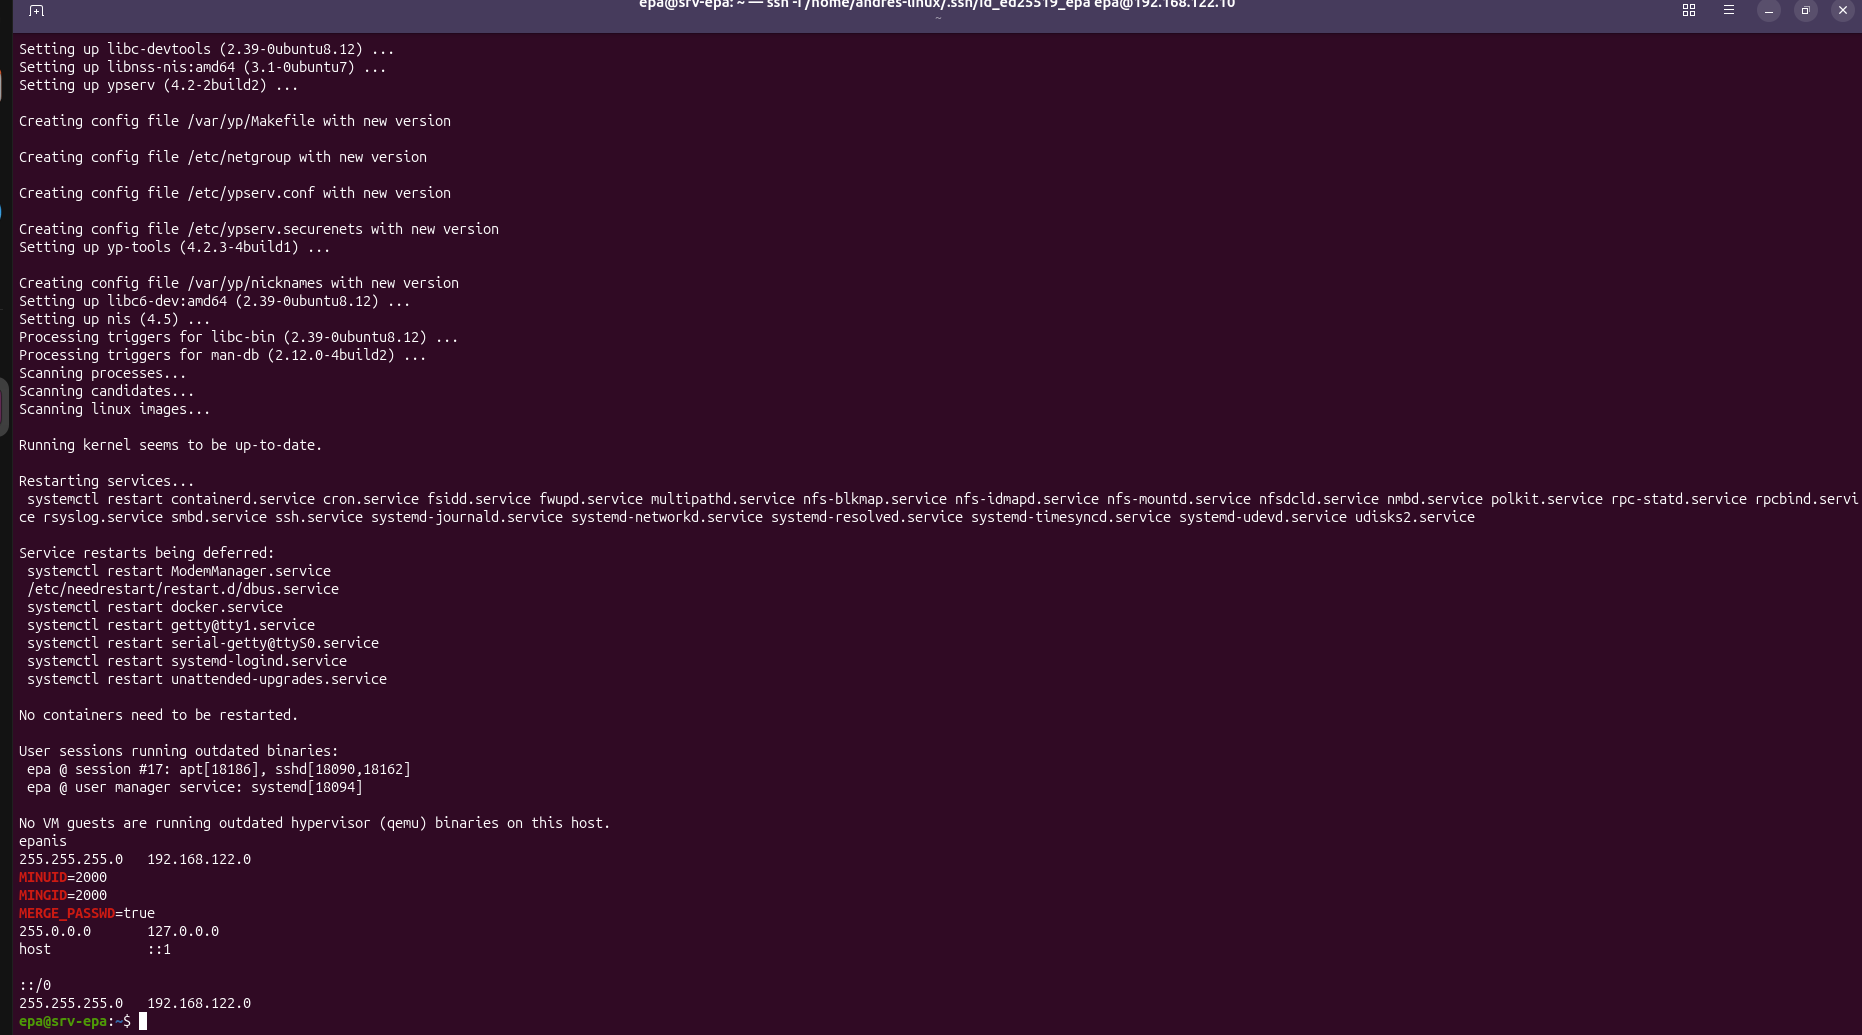 epa@srv-epa: ~ — ssh -i /home/andres-linux/.ssh/id_ed25519_epa epa@192.168.122.10
~
Setting up libc-devtools (2.39-0ubuntu8.12) ...
Setting up libnss-nis:amd64 (3.1-0ubuntu7) ...
Setting up ypserv (4.2-2build2) ...
Creating config file /var/yp/Makefile with new version
Creating config file /etc/netgroup with new version
Creating config file /etc/ypserv.conf with new version
Creating config file /etc/ypserv.securenets with new version
Setting up yp-tools (4.2.3-4build1) ...
Creating config file /var/yp/nicknames with new version
Setting up libc6-dev:amd64 (2.39-0ubuntu8.12) ...
Setting up nis (4.5) ...
Processing triggers for libc-bin (2.39-0ubuntu8.12) ...
Processing triggers for man-db (2.12.0-4build2) ...
Scanning processes...
Scanning candidates...
Scanning linux images...
Running kernel seems to be up-to-date.
Restarting services...
systemctl restart containerd.service cron.service fsidd.service fwupd.service multipathd.service nfs-blkmap.service nfs-idmapd.service nfs-mountd.service nfsdcld.service nmbd.service polkit.service rpc-statd.service rpcbind.servi
ce rsyslog.service smbd.service ssh.service systemd-journald.service systemd-networkd.service systemd-resolved.service systemd-timesyncd.service systemd-udevd.service udisks2.service
Service restarts being deferred:
systemctl restart ModemManager.service
/etc/needrestart/restart.d/dbus.service
systemctl restart docker.service
systemctl restart getty@tty1.service
systemctl restart serial-getty@ttyS0.service
systemctl restart systemd-logind.service
systemctl restart unattended-upgrades.service
No containers need to be restarted.
User sessions running outdated binaries:
epa @ session #17: apt[18186], sshd[18090,18162]
epa @ user manager service: systemd[18094]
No VM guests are running outdated hypervisor (qemu) binaries on this host.
epanis
255.255.255.0   192.168.122.0
MINUID=2000
MINGID=2000
MERGE_PASSWD=true
255.0.0.0       127.0.0.0
host            ::1
::/0
255.255.255.0   192.168.122.0
epa@srv-epa:~$